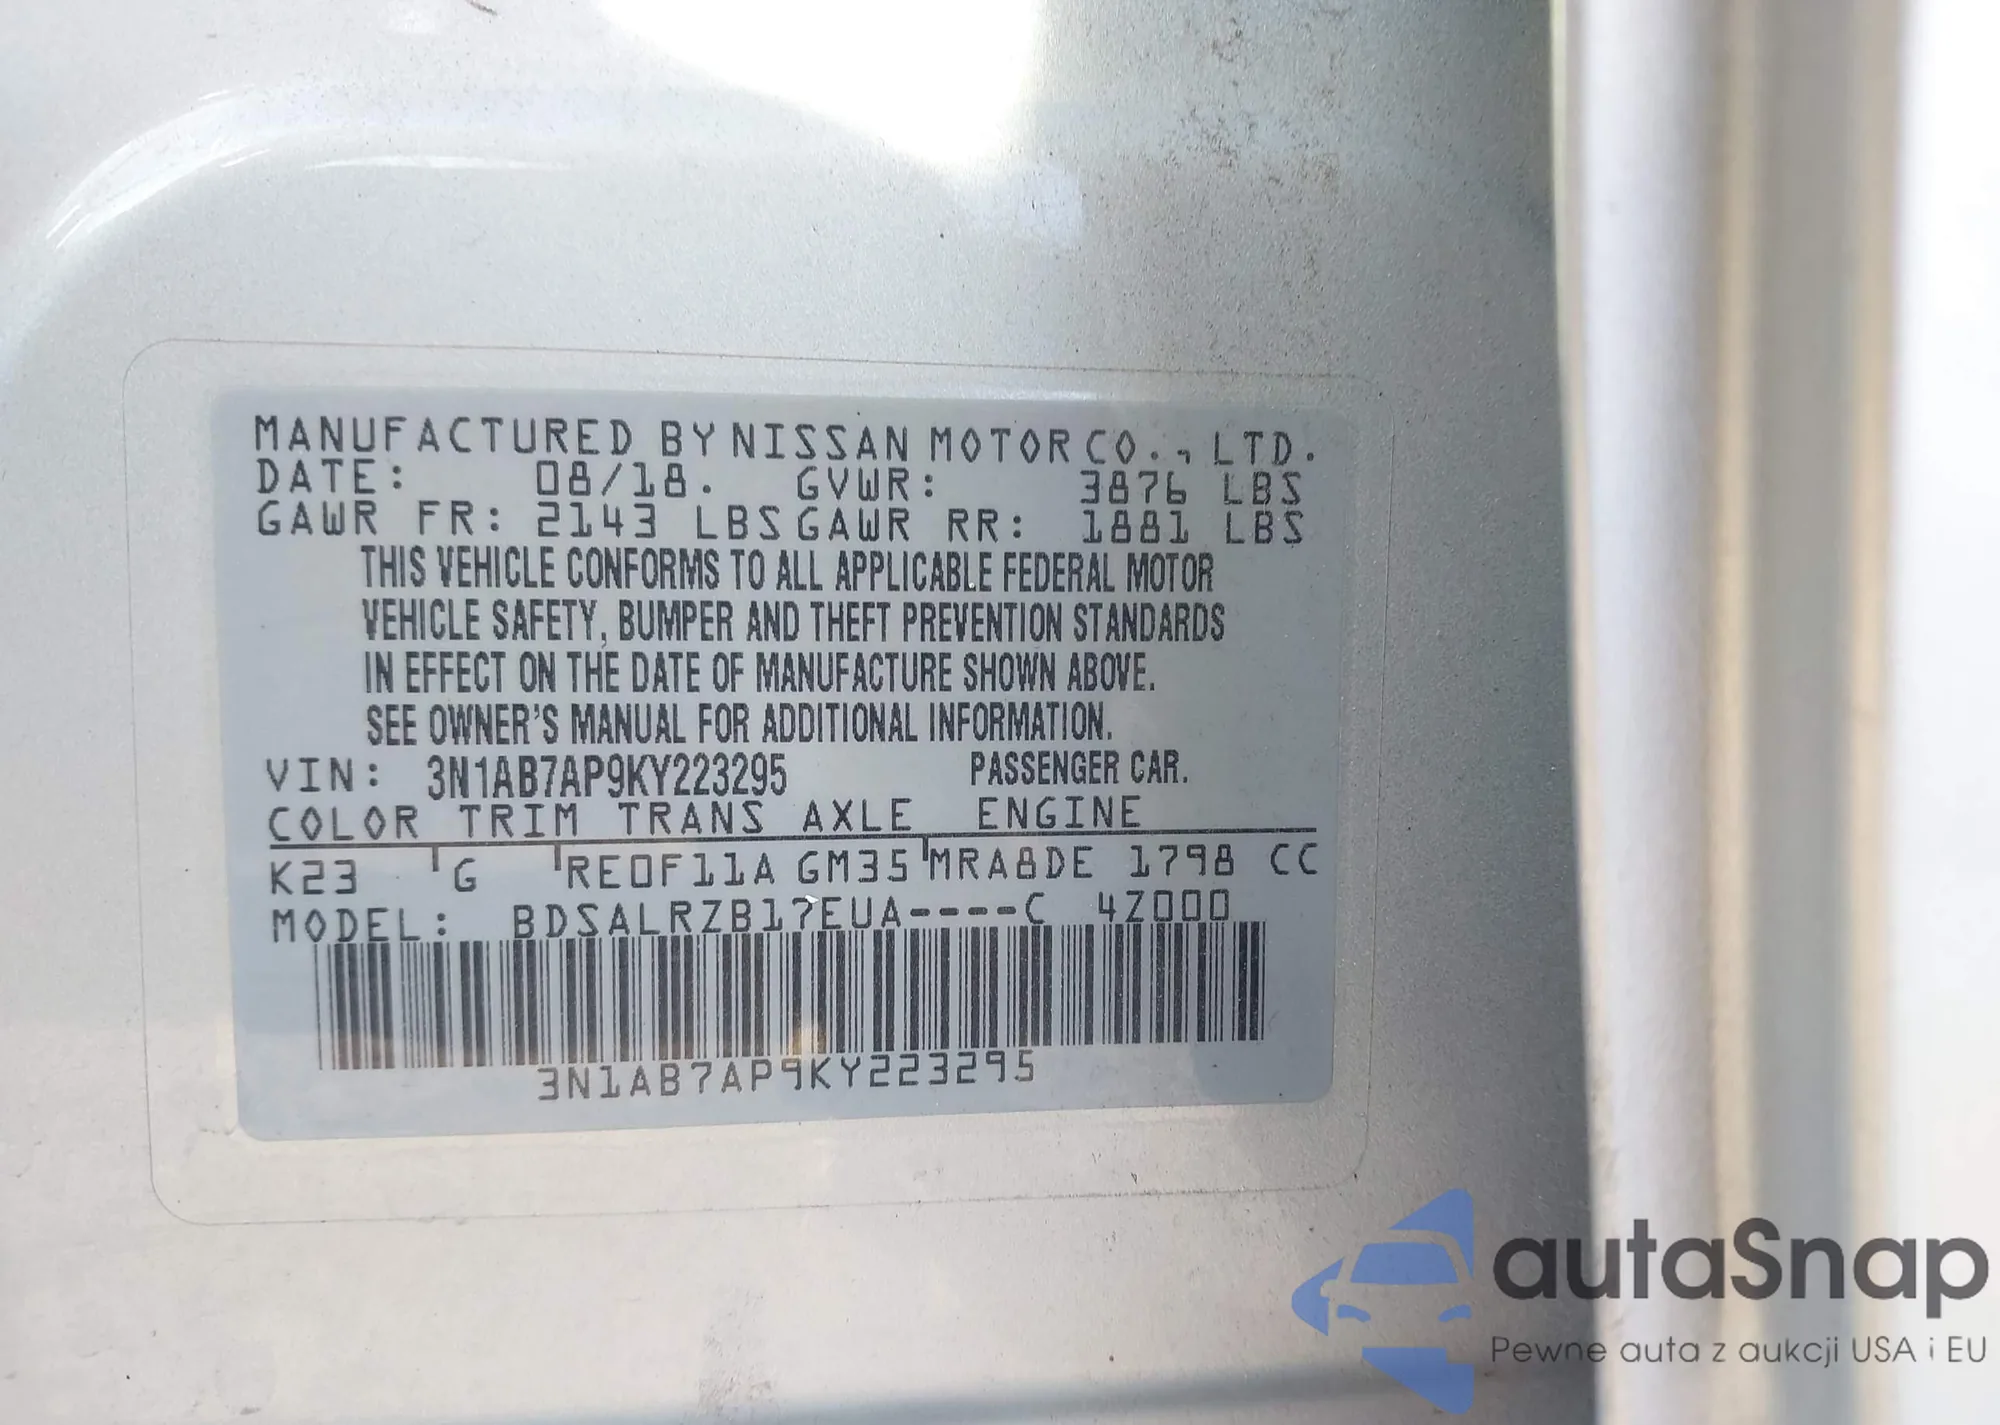 MANUFACTURED BY NISSAN MOTOR CO., LTD.
DATE: 08/18. GVWR: 3876 LBS
GAWR FR: 2143 LBS GAWR RR: 1881 LBS
THIS VEHICLE CONFORMS TO ALL APPLICABLE FEDERAL MOTOR
VEHICLE SAFETY, BUMPER AND THEFT PREVENTION STANDARDS
IN EFFECT ON THE DATE OF MANUFACTURE SHOWN ABOVE.
SEE OWNER'S MANUAL FOR ADDITIONAL INFORMATION.
VIN: 3N1AB7AP9KY223295 PASSENGER CAR.
COLOR TRIM TRANS AXLE ENGINE
K23 G RE0F11A GM35 MRA8DE 1798 CC
MODEL: BDSALRZB17EUA----C 4Z000
3N1AB7AP9KY223295
autaSnap
Pewne auta z aukcji USA i EU